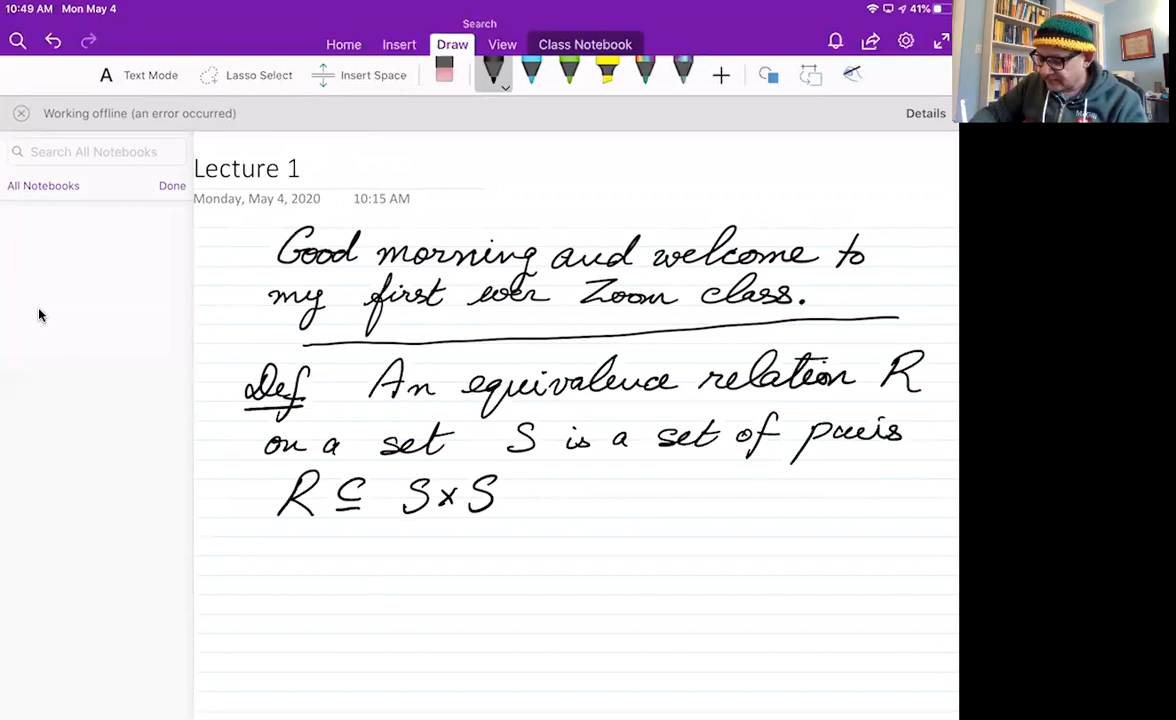 10:49 AM Mon May 4
41%
Search
Home Insert Draw View Class Notebook
Text Mode Lasso Select Insert Space
Working offline (an error occurred) Details
Search All Notebooks
All Notebooks Done
Lecture 1
Monday, May 4, 2020 10:15 AM
Good morning and welcome to
my first ever Zoom class.
Def An equivalence relation R
on a set S is a set of pairs
R ⊆ S×S